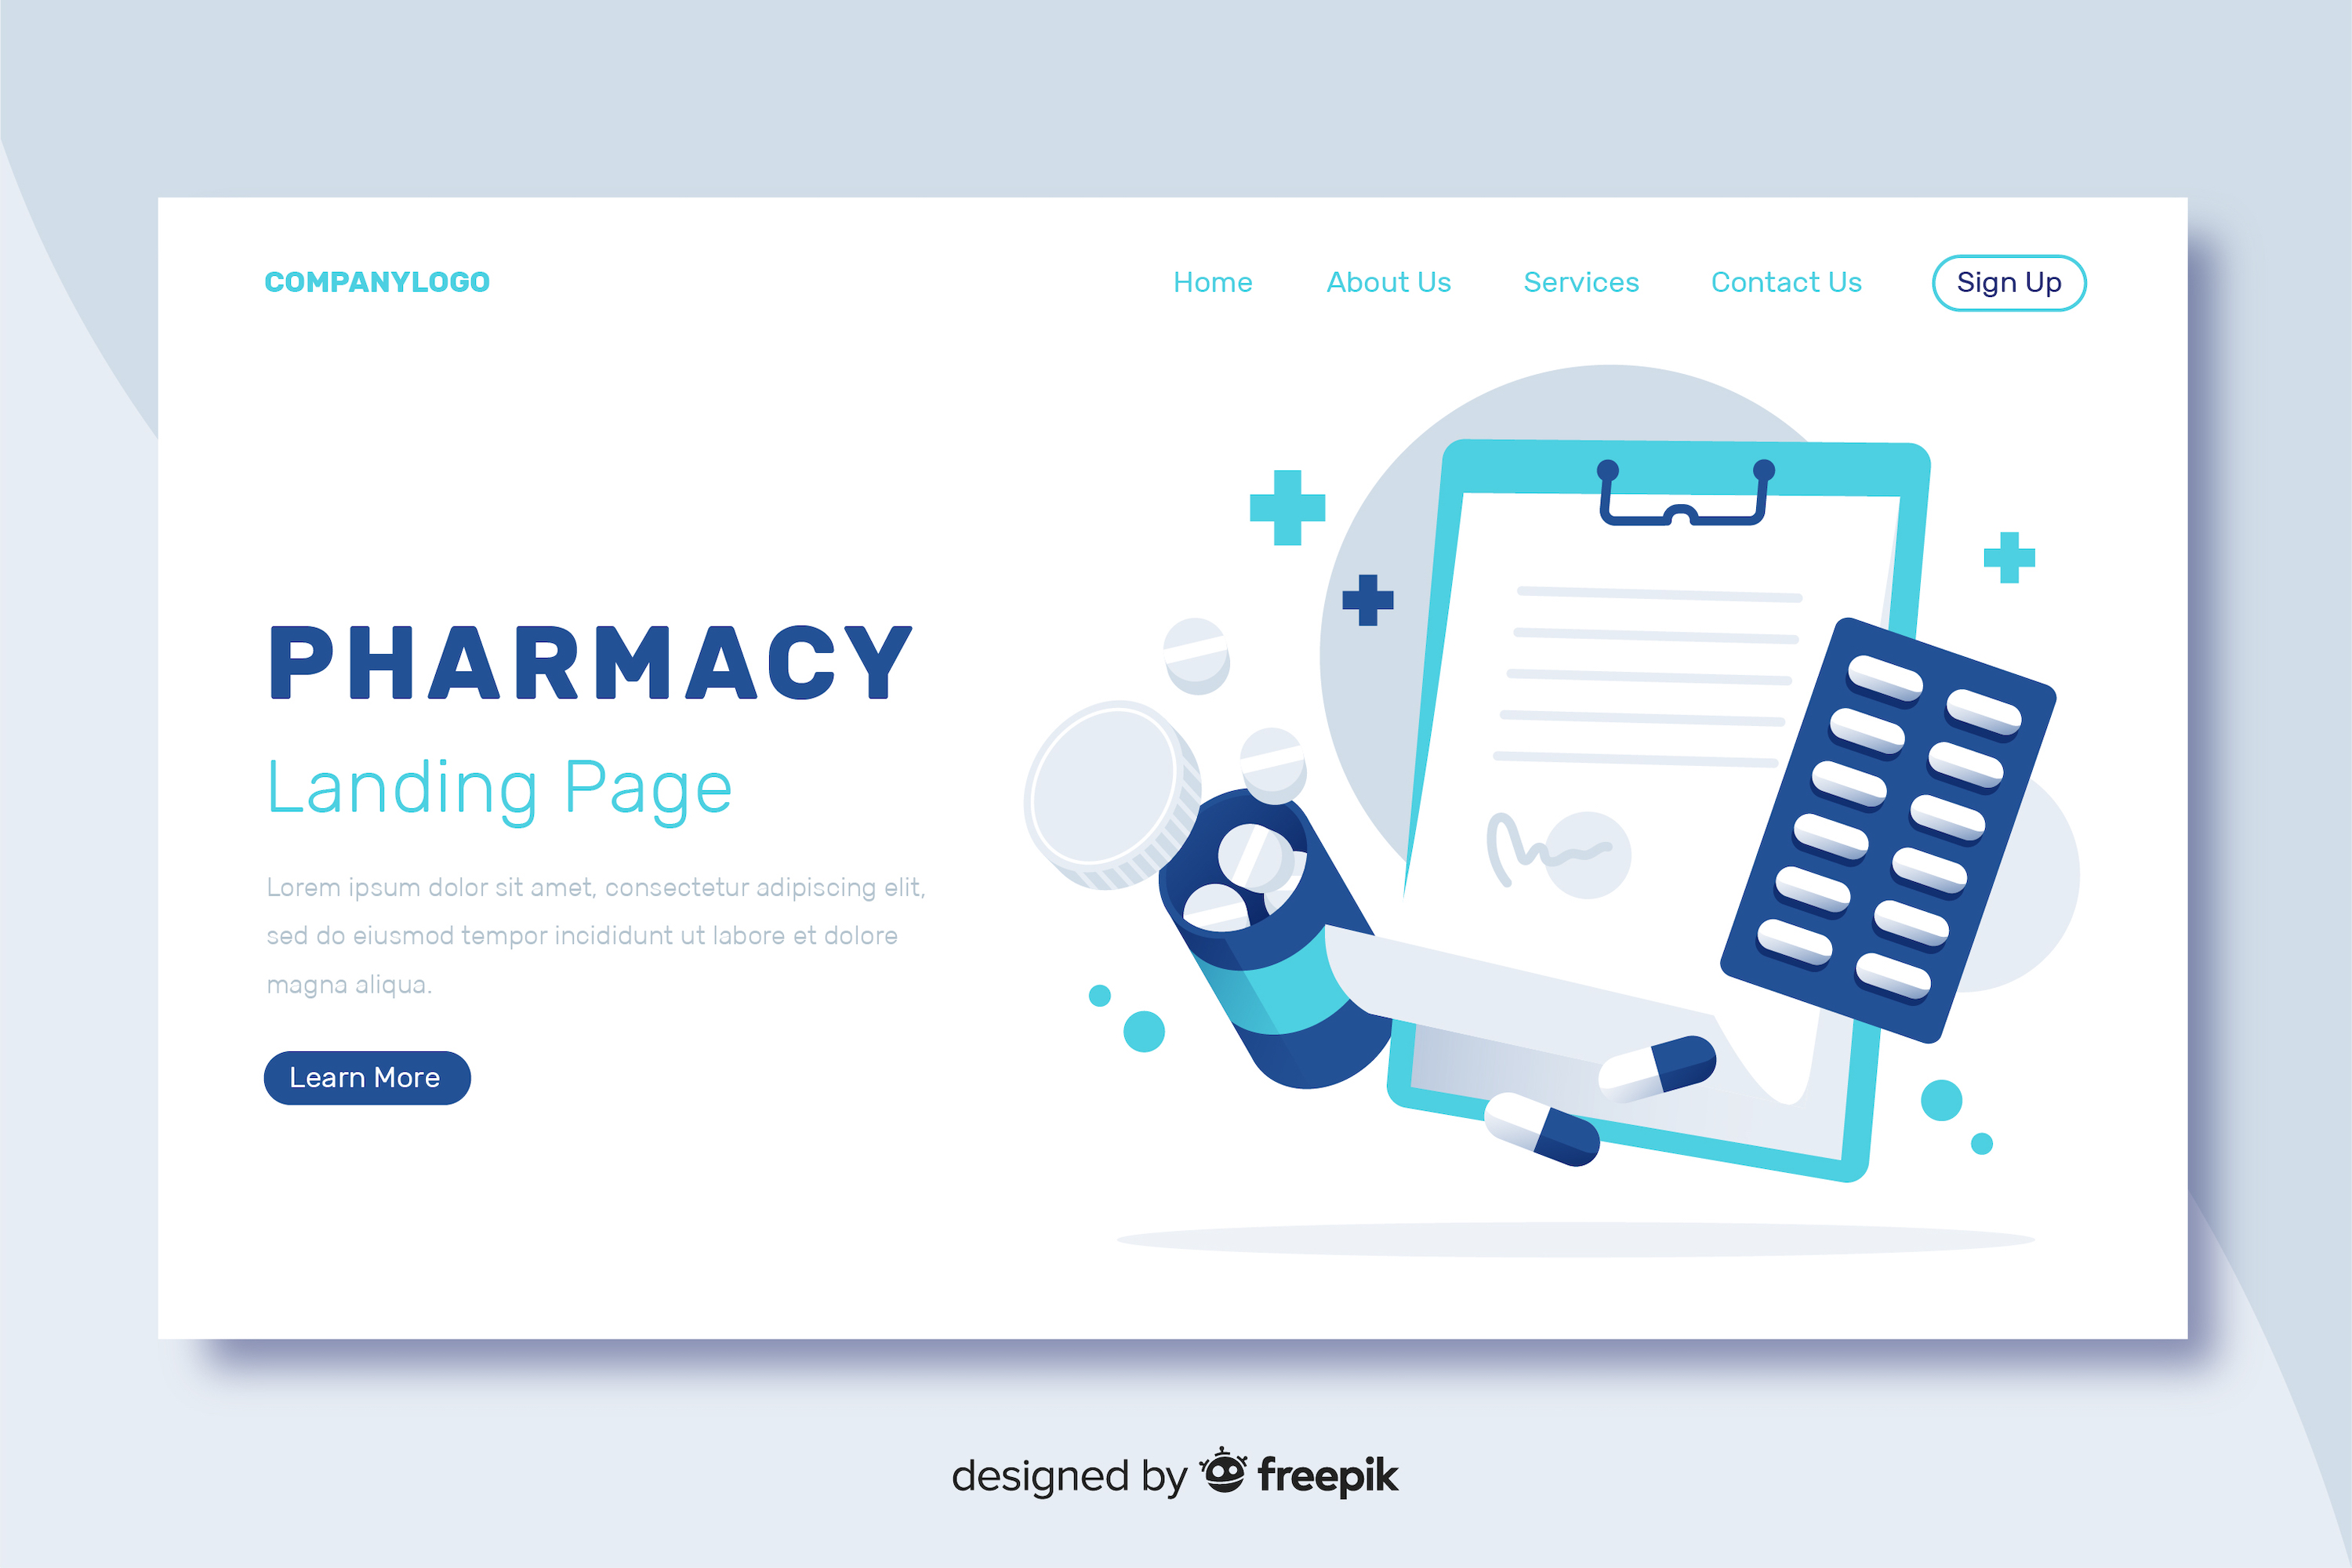 COMPANYLOGO
Home About Us Services Contact Us Sign Up
PHARMACY
Landing Page
Lorem ipsum dolor sit amet, consectetur adipiscing elit,
sed do eiusmod tempor incididunt ut labore et dolore
magna aliqua.
Learn More
designed by freepik